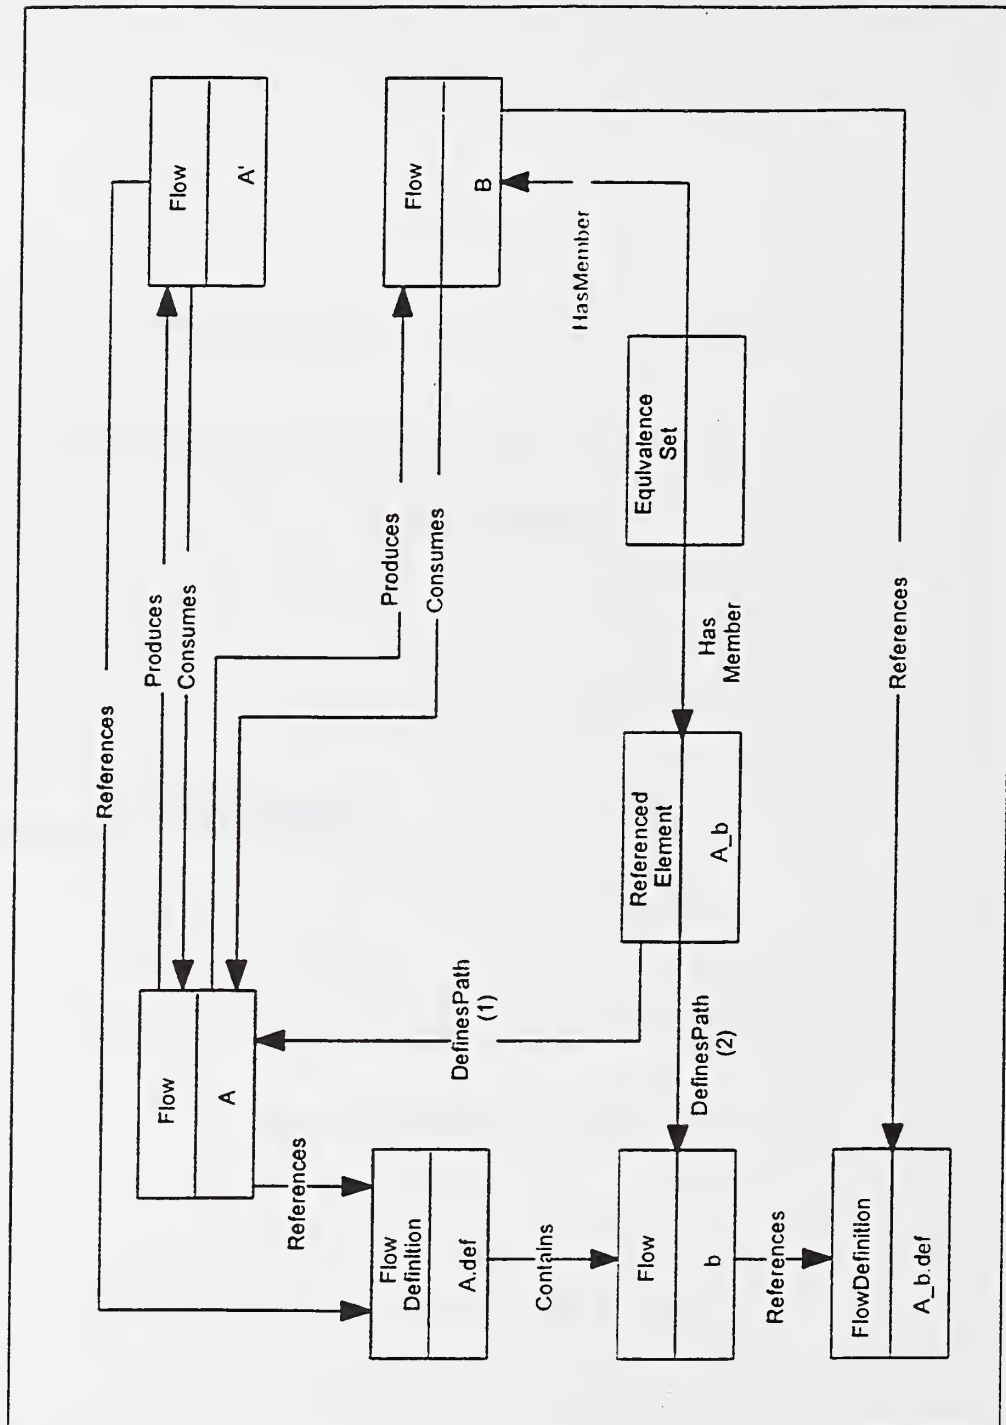 Flow
A'
Flow
B
References
Produces
Consumes
Produces
Consumes
HasMember
Equivalence
Set
Has
Member
References
Referenced
Element
A_b
Flow
A
DefinesPath
(1)
DefinesPath
(2)
References
Flow
Definition
A.def
Contains
Flow
b
References
FlowDefinition
A_b.def